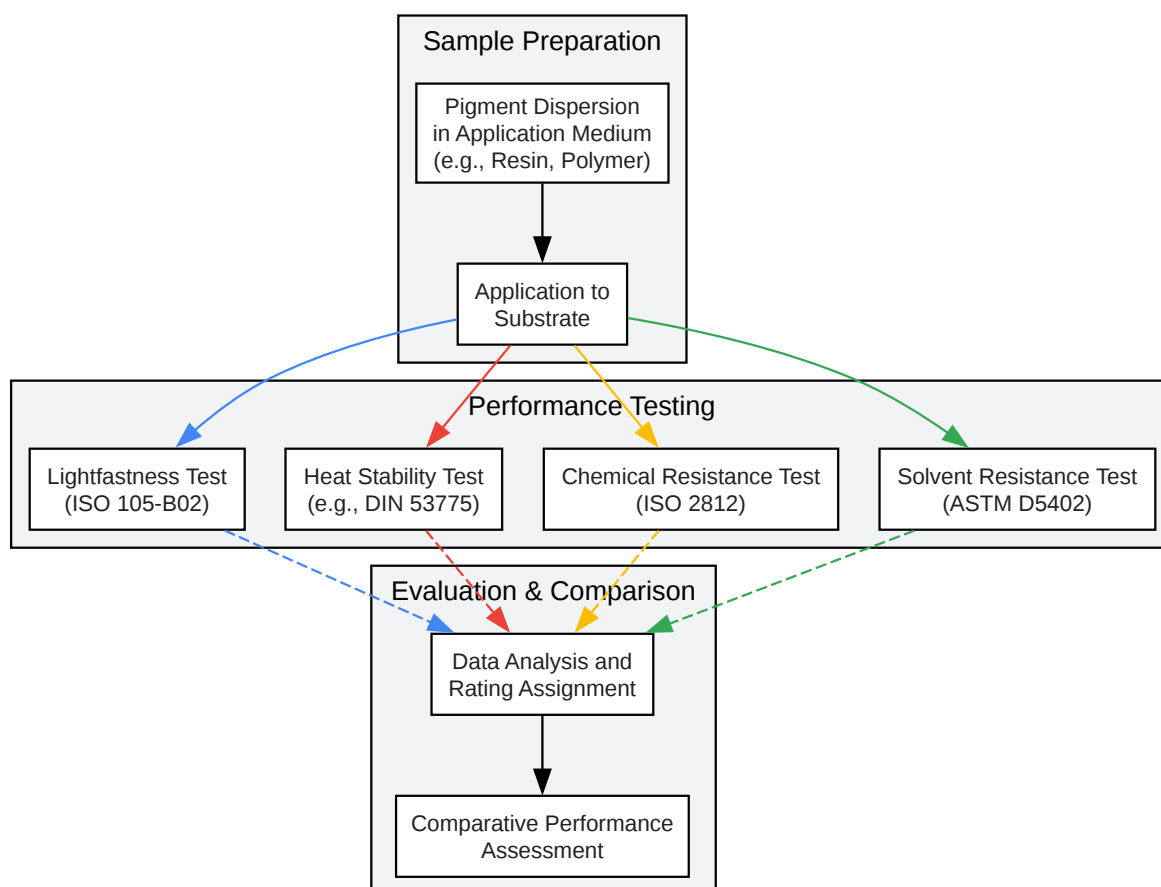 Sample Preparation
Pigment Dispersion
in Application Medium
(e.g., Resin, Polymer)
Application to
Substrate
Performance Testing
Lightfastness Test
(ISO 105-B02)
Heat Stability Test
(e.g., DIN 53775)
Chemical Resistance Test
(ISO 2812)
Solvent Resistance Test
(ASTM D5402)
Evaluation & Comparison
Data Analysis and
Rating Assignment
Comparative Performance
Assessment